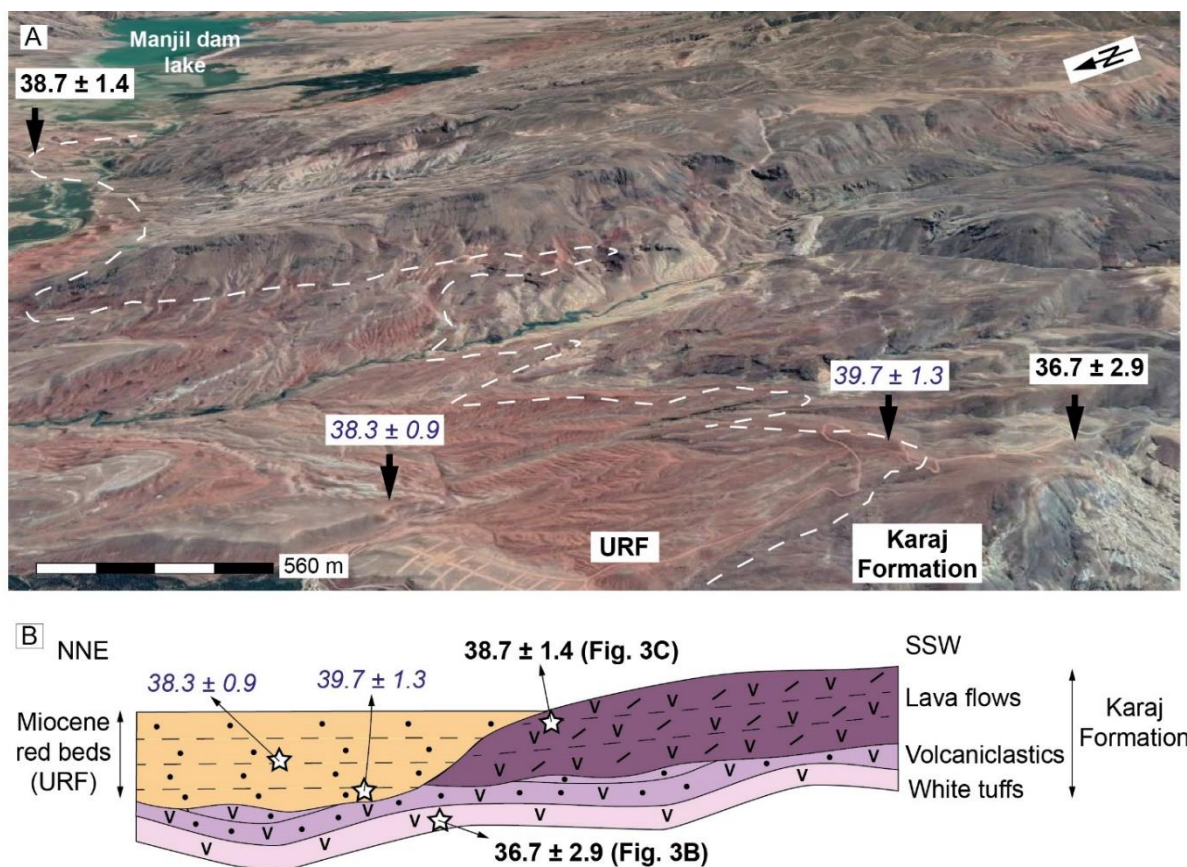 A
Manjil dam
lake
38.7 ± 1.4
N
39.7 ± 1.3
36.7 ± 2.9
38.3 ± 0.9
URF
Karaj
Formation
560 m
B
NNE
38.7 ± 1.4 (Fig. 3C)
SSW
38.3 ± 0.9
39.7 ± 1.3
Miocene
red beds
(URF)
Lava flows
Karaj
Formation
Volcaniclastics
White tuffs
36.7 ± 2.9 (Fig. 3B)